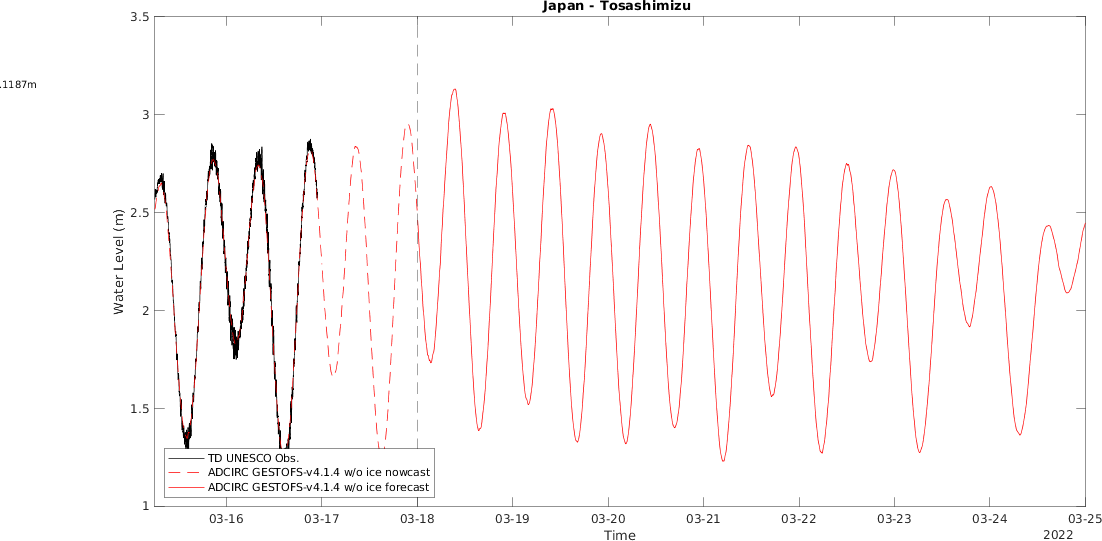 Japan - Tosashimizu
.1187m
3.5
3
2.5
2
1.5
1
Water Level (m)
TD UNESCO Obs.
ADCIRC GESTOFS-v4.1.4 w/o ice nowcast
ADCIRC GESTOFS-v4.1.4 w/o ice forecast
03-16 03-17 03-18 03-19 03-20 03-21 03-22 03-23 03-24 03-25
Time
2022